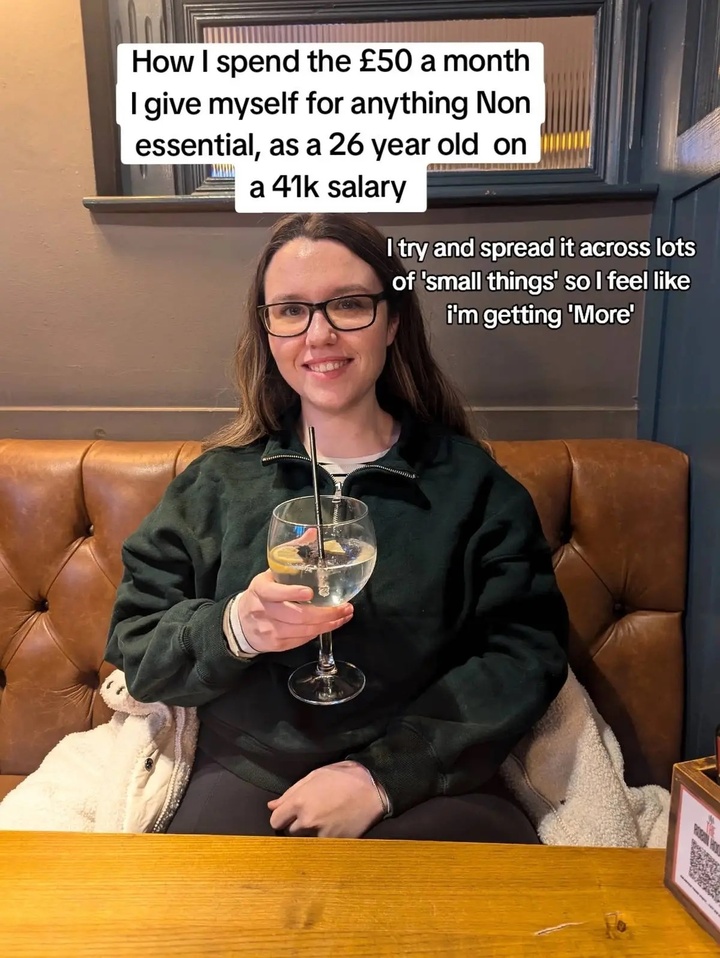 How I spend the £50 a month
I give myself for anything Non
essential, as a 26 year old on
a 41k salary
I try and spread it across lots
of 'small things' so I feel like
i'm getting 'More'